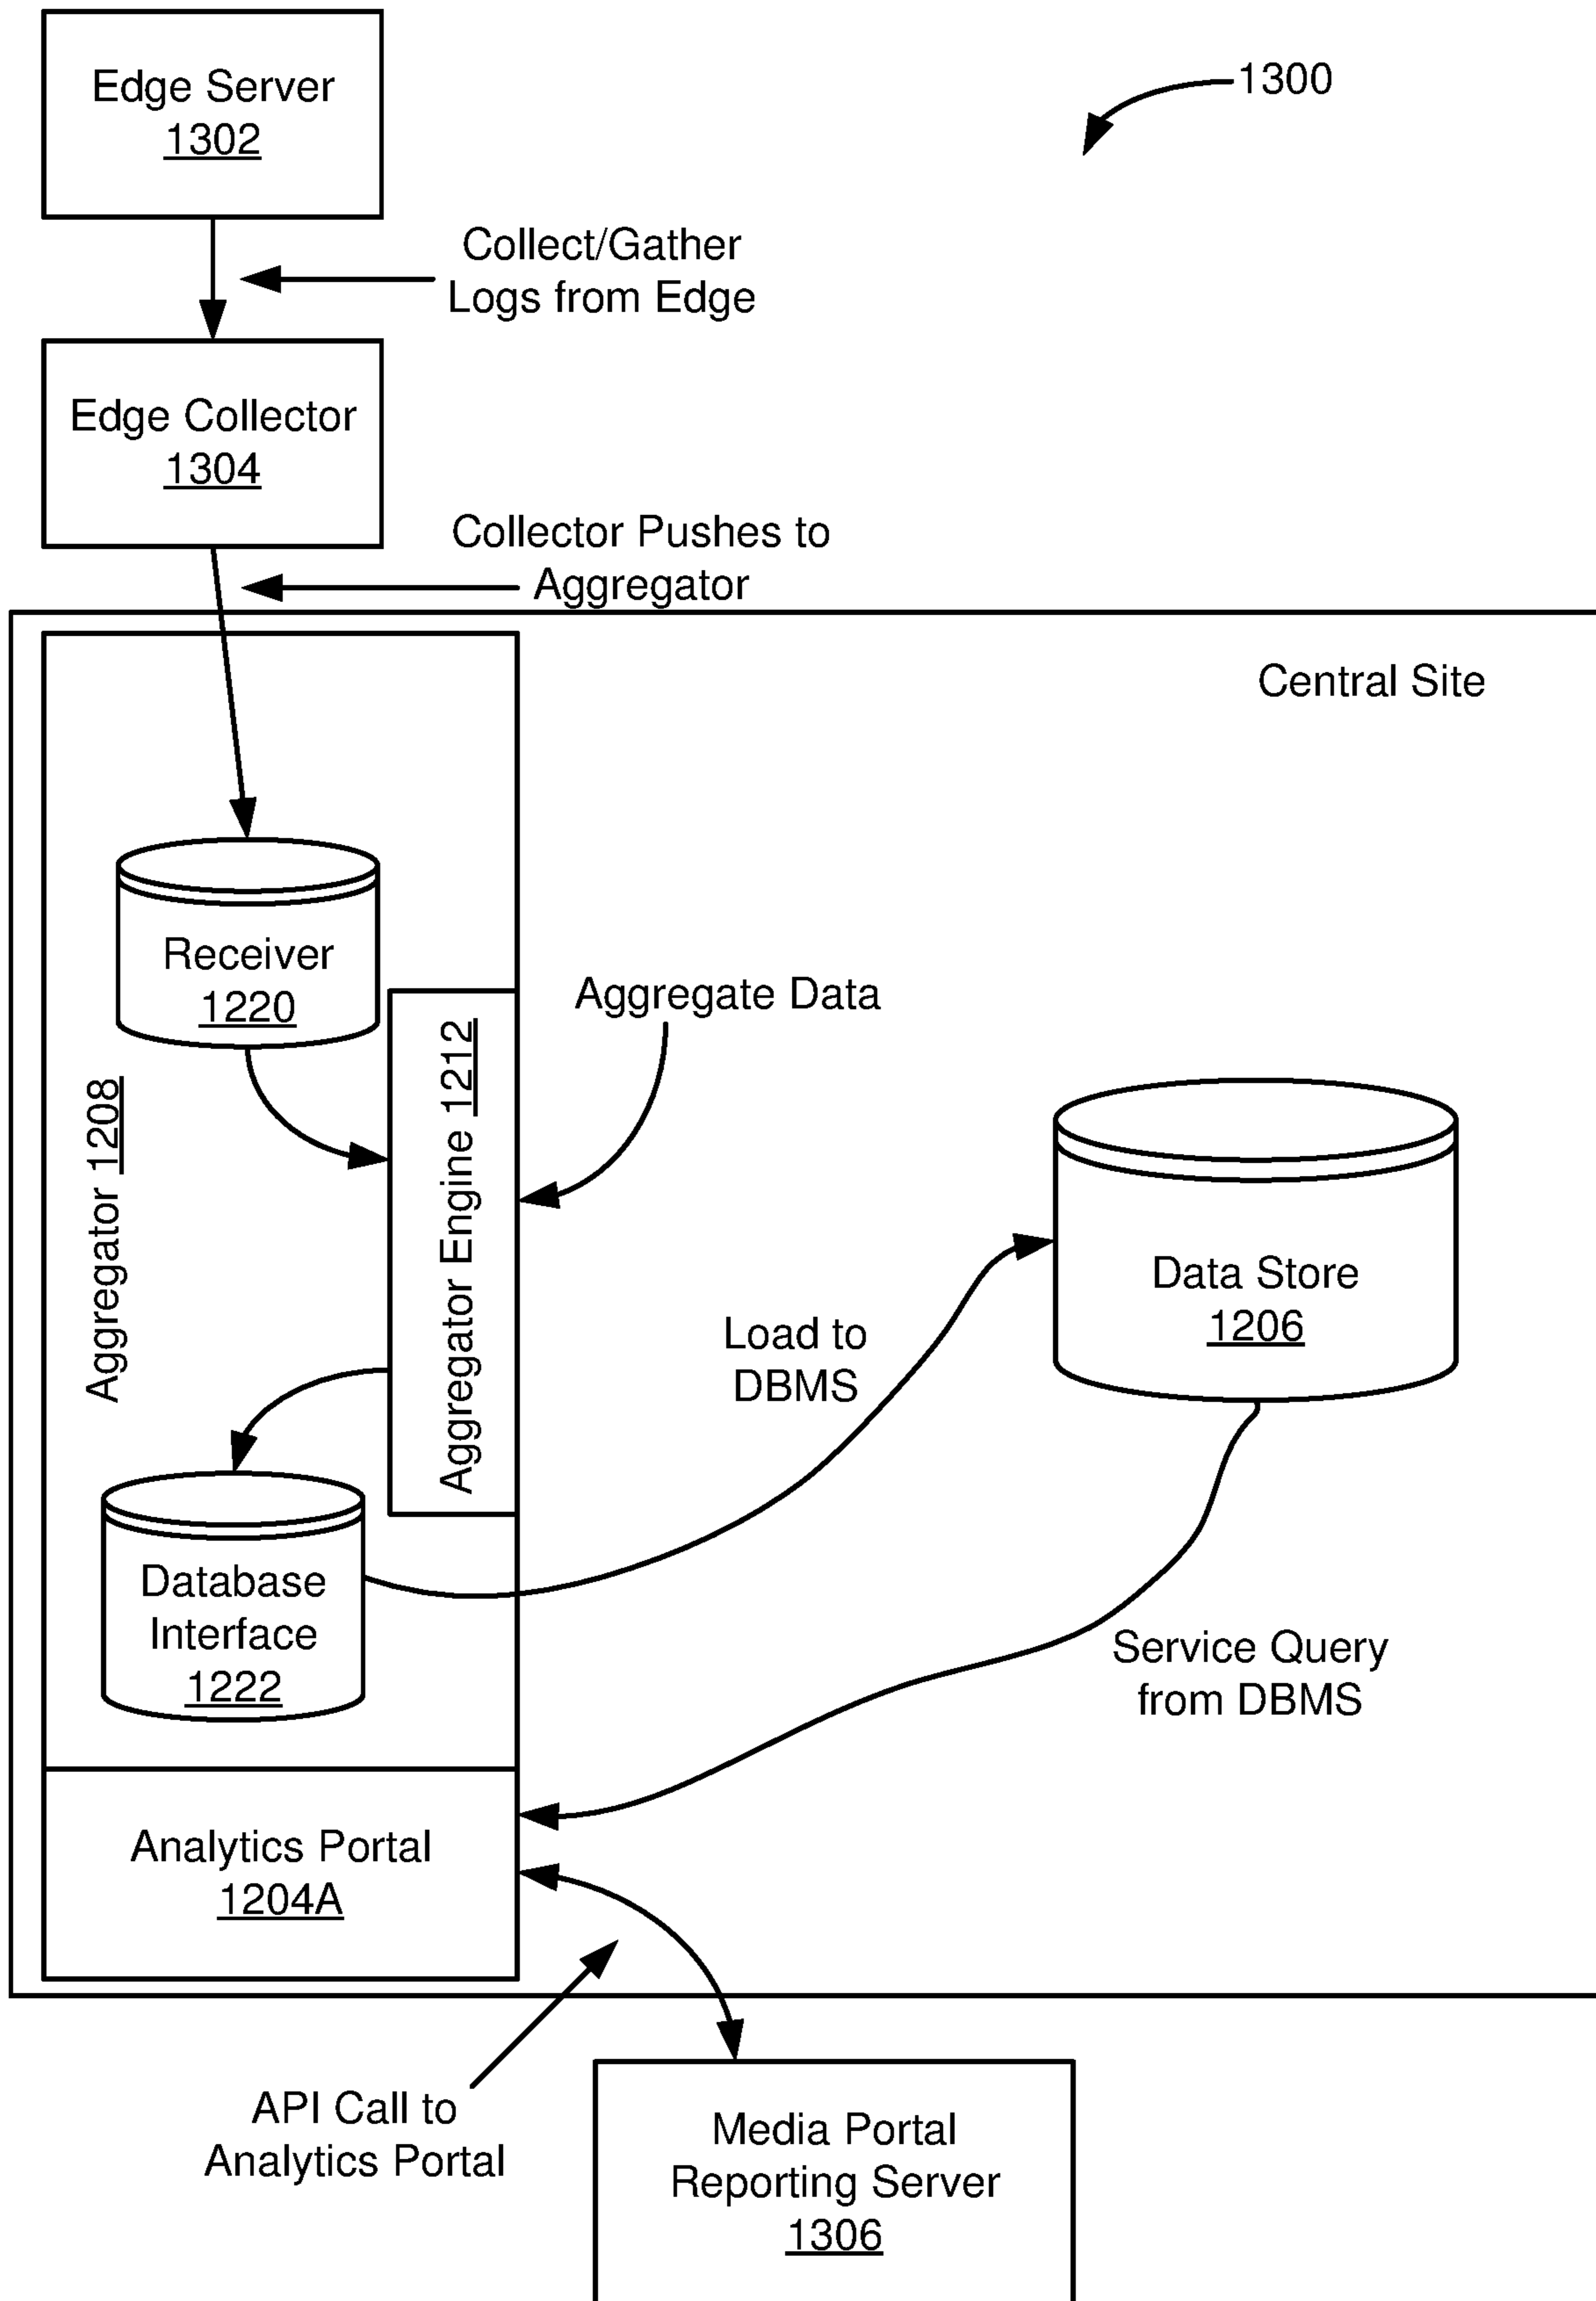 Edge Server
1302
1300
Collect/Gather
Logs from Edge
Edge Collector
1304
Collector Pushes to
Aggregator
Central Site
Receiver
1220
Aggregate Data
Aggregator 1208
Aggregator Engine 1212
Data Store
1206
Load to
DBMS
Database
Interface
1222
Service Query
from DBMS
Analytics Portal
1204A
API Call to
Analytics Portal
Media Portal
Reporting Server
1306